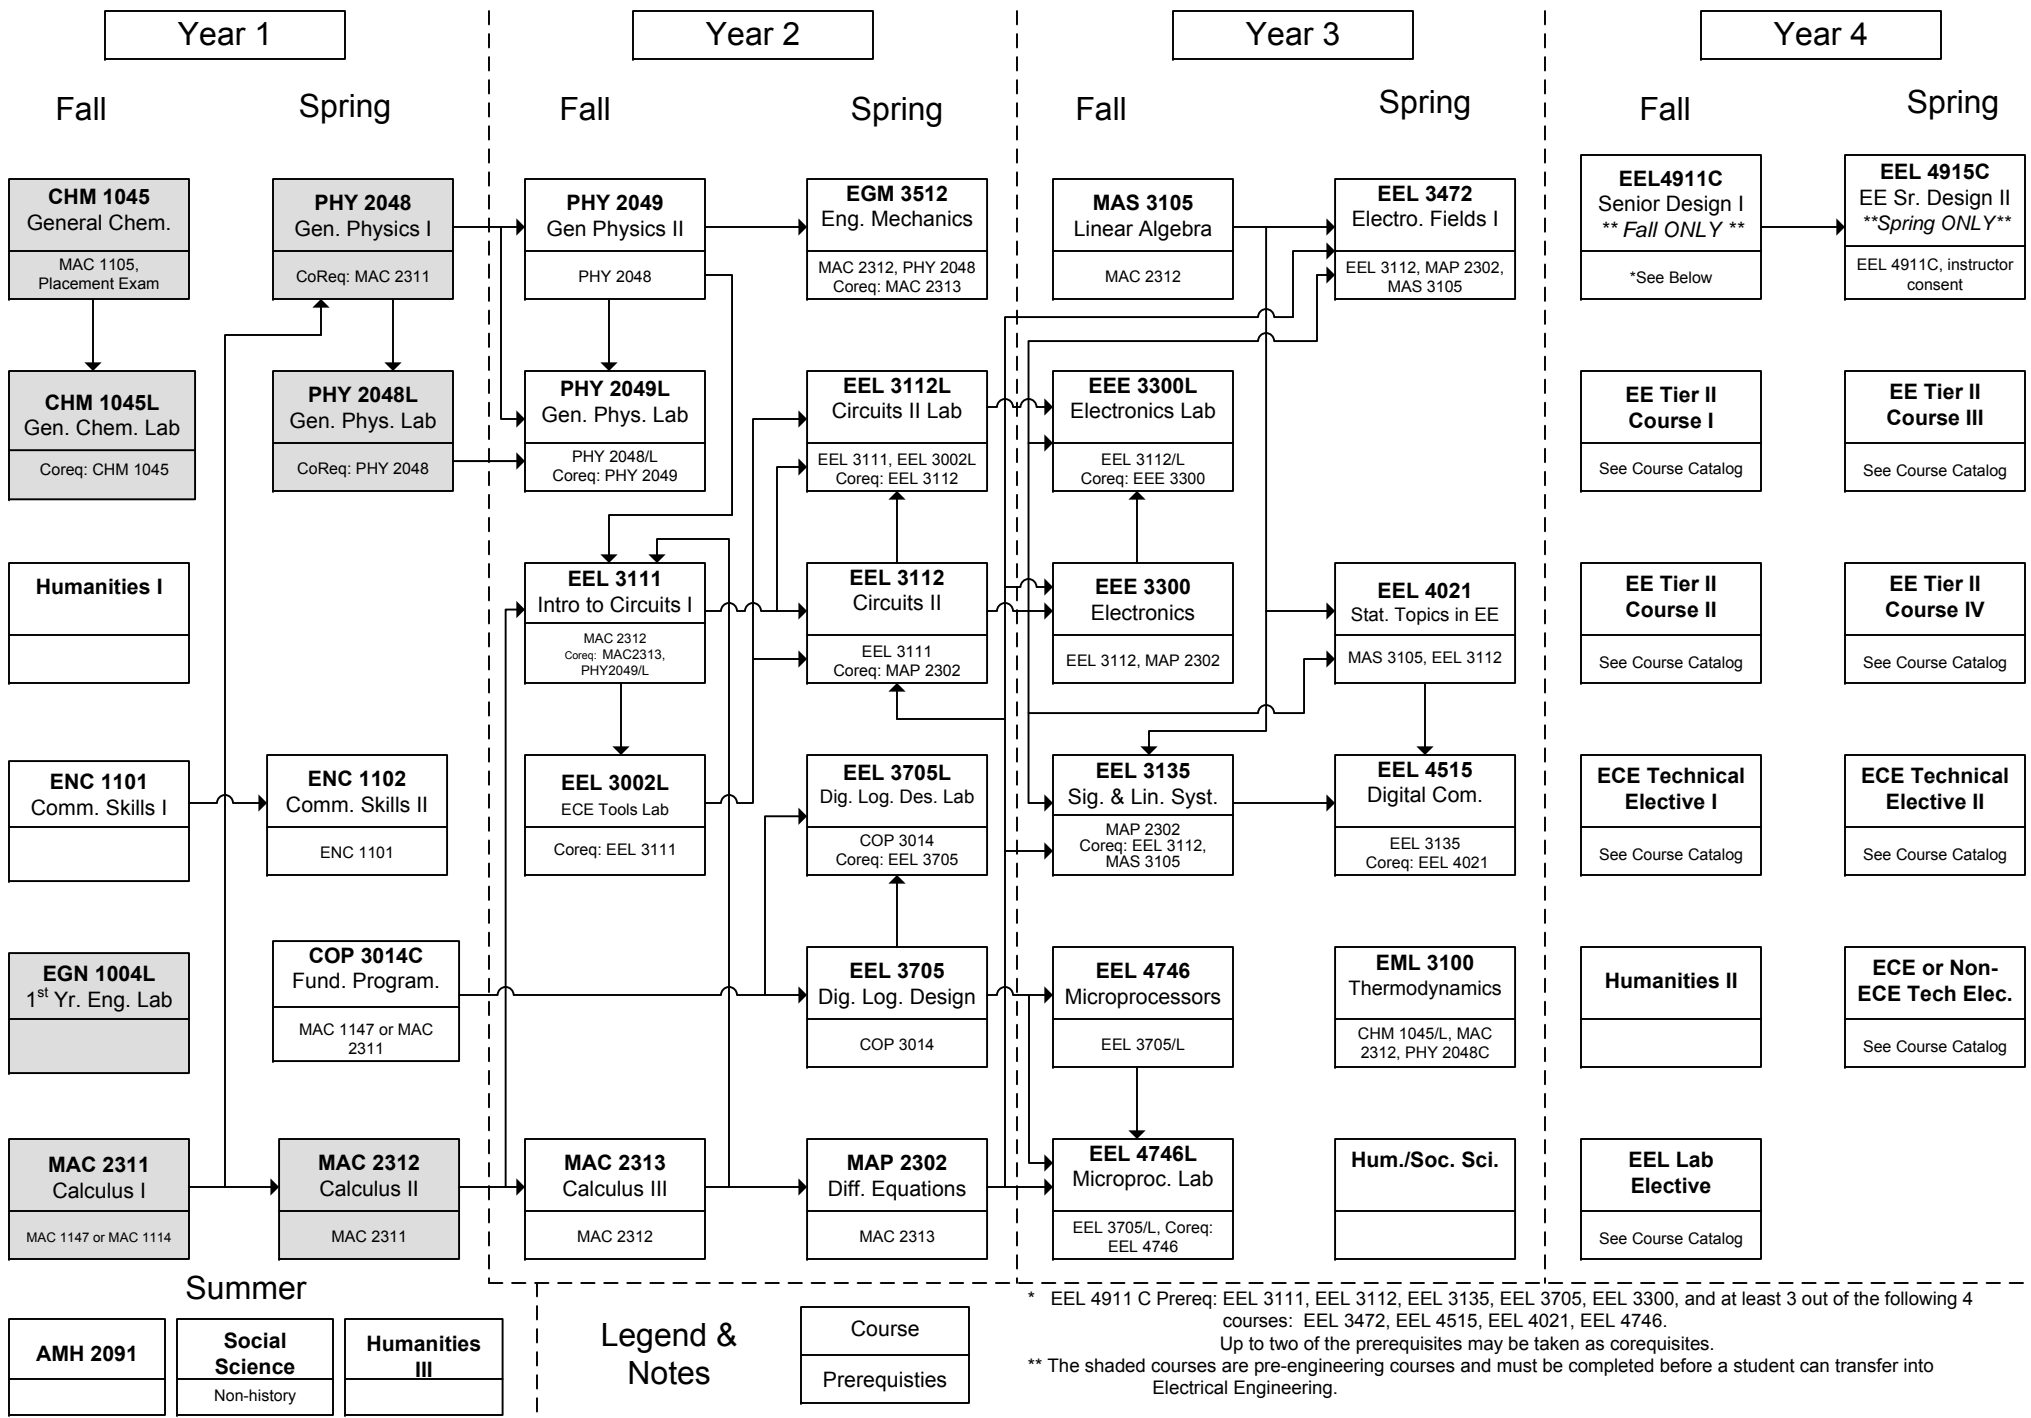 Year 1
Year 2
Year 3
Year 4
Fall
Spring
Fall
Spring
Fall
Spring
Fall
Spring
CHM 1045
General Chem.
MAC 1105,
Placement Exam
PHY 2048
Gen. Physics I
CoReq: MAC 2311
PHY 2049
Gen Physics II
PHY 2048
EGM 3512
Eng. Mechanics
MAC 2312, PHY 2048
Coreq: MAC 2313
MAS 3105
Linear Algebra
MAC 2312
EEL 3472
Electro. Fields I
EEL 3112, MAP 2302,
MAS 3105
EEL4911C
Senior Design I
** Fall ONLY **
*See Below
EEL 4915C
EE Sr. Design II
**Spring ONLY**
EEL 4911C, instructor
consent
CHM 1045L
Gen. Chem. Lab
Coreq: CHM 1045
PHY 2048L
Gen. Phys. Lab
CoReq: PHY 2048
PHY 2049L
Gen. Phys. Lab
PHY 2048/L
Coreq: PHY 2049
EEL 3112L
Circuits II Lab
EEL 3111, EEL 3002L
Coreq: EEL 3112
EEE 3300L
Electronics Lab
EEL 3112/L
Coreq: EEE 3300
EE Tier II
Course I
See Course Catalog
EE Tier II
Course III
See Course Catalog
Humanities I
EEL 3111
Intro to Circuits I
MAC 2312
Coreq: MAC2313,
PHY2049/L
EEL 3112
Circuits II
EEL 3111
Coreq: MAP 2302
EEE 3300
Electronics
EEL 3112, MAP 2302
EEL 4021
Stat. Topics in EE
MAS 3105, EEL 3112
EE Tier II
Course II
See Course Catalog
EE Tier II
Course IV
See Course Catalog
ENC 1101
Comm. Skills I
ENC 1102
Comm. Skills II
ENC 1101
EEL 3002L
ECE Tools Lab
Coreq: EEL 3111
EEL 3705L
Dig. Log. Des. Lab
COP 3014
Coreq: EEL 3705
EEL 3135
Sig. & Lin. Syst.
MAP 2302
Coreq: EEL 3112,
MAS 3105
EEL 4515
Digital Com.
EEL 3135
Coreq: EEL 4021
ECE Technical
Elective I
See Course Catalog
ECE Technical
Elective II
See Course Catalog
EGN 1004L
1st Yr. Eng. Lab
COP 3014C
Fund. Program.
MAC 1147 or MAC
2311
EEL 3705
Dig. Log. Design
COP 3014
EEL 4746
Microprocessors
EEL 3705/L
EML 3100
Thermodynamics
CHM 1045/L, MAC
2312, PHY 2048C
Humanities II
ECE or Non-
ECE Tech Elec.
See Course Catalog
MAC 2311
Calculus I
MAC 1147 or MAC 1114
MAC 2312
Calculus II
MAC 2311
MAC 2313
Calculus III
MAC 2312
MAP 2302
Diff. Equations
MAC 2313
EEL 4746L
Microproc. Lab
EEL 3705/L, Coreq:
EEL 4746
Hum./Soc. Sci.
EEL Lab
Elective
See Course Catalog
Summer
AMH 2091
Social
Science
Non-history
Humanities
III
Legend &
Notes
Course
Prerequisties
* EEL 4911 C Prereq: EEL 3111, EEL 3112, EEL 3135, EEL 3705, EEL 3300, and at least 3 out of the following 4
courses: EEL 3472, EEL 4515, EEL 4021, EEL 4746.
Up to two of the prerequisites may be taken as corequisites.
** The shaded courses are pre-engineering courses and must be completed before a student can transfer into
Electrical Engineering.